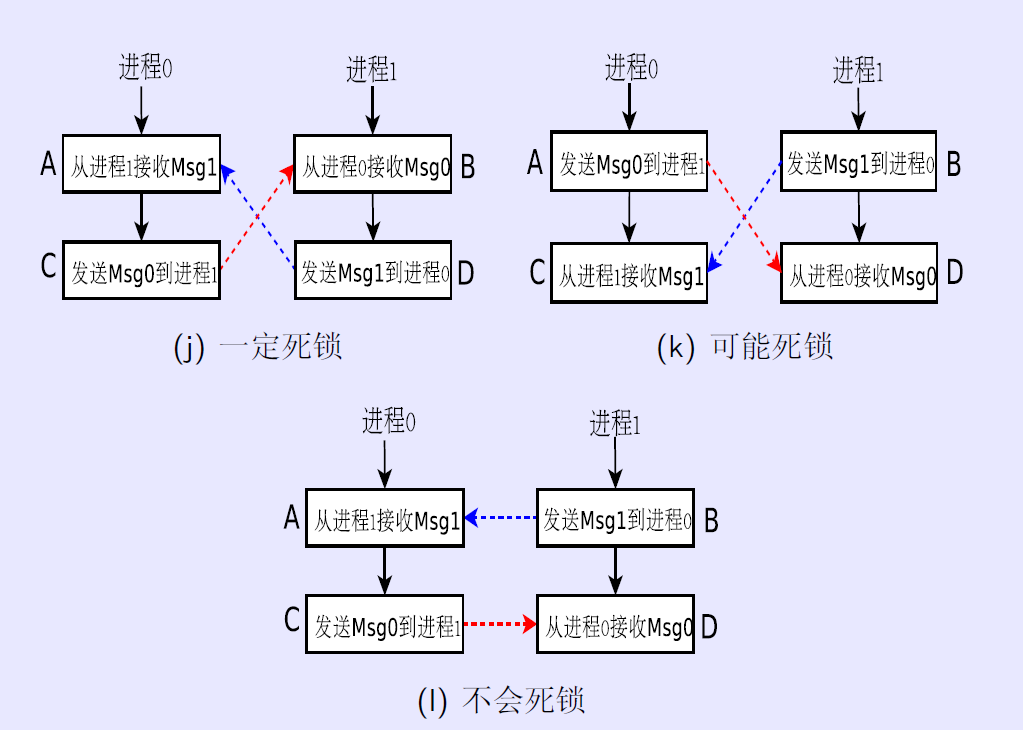 进程0
进程1
A
从进程1接收Msg1
从进程0接收Msg0
B
C
发送Msg0到进程1
发送Msg1到进程0
D
(j) 一定死锁
进程0
进程1
A
发送Msg0到进程1
发送Msg1到进程0
B
C
从进程1接收Msg1
从进程0接收Msg0
D
(k) 可能死锁
进程0
进程1
A
从进程1接收Msg1
发送Msg1到进程0
B
C
发送Msg0到进程1
从进程0接收Msg0
D
(l) 不会死锁